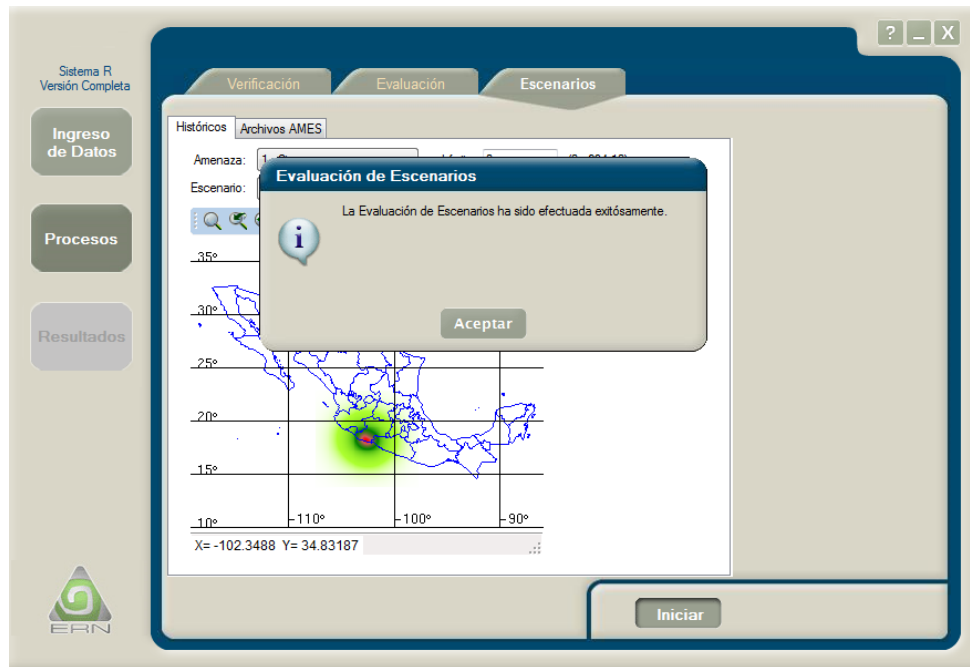 ? _ X
Sistema R
Versión Completa
Verificación
Evaluación
Escenarios
Ingreso
de Datos
Procesos
Resultados
Históricos
Archivos AMES
Amenaza:
Escenario:
Evaluación de Escenarios
La Evaluación de Escenarios ha sido efectuada exitósamente.
Aceptar
35°
30°
25°
20°
15°
10°
-110°
-100°
-90°
X= -102.3488 Y= 34.83187
Iniciar
ERN